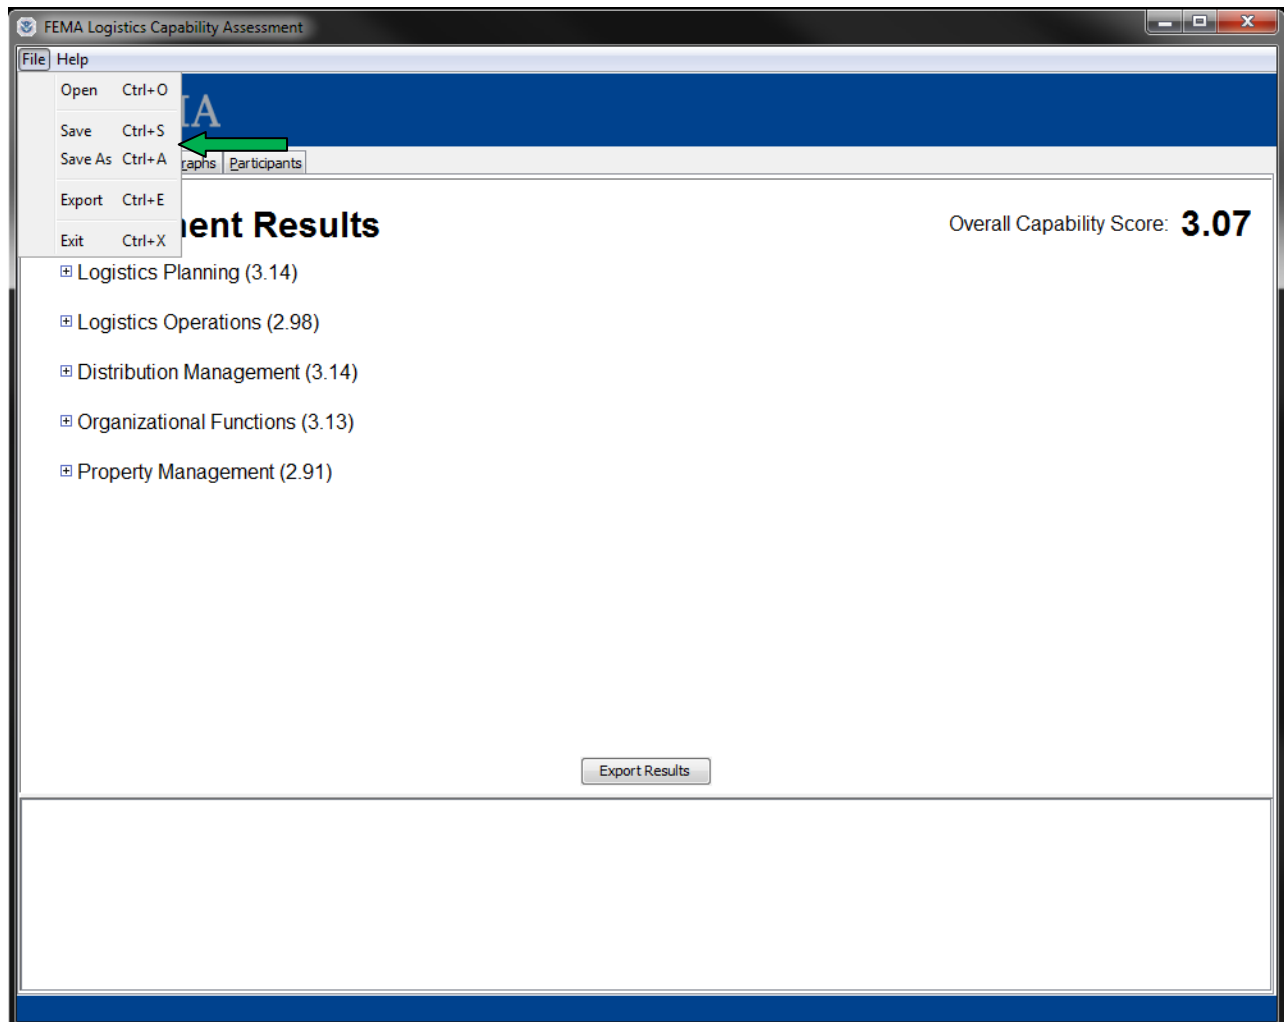 FEMA Logistics Capability Assessment
File Help
Open Ctrl+O
Save Ctrl+S
Save As Ctrl+A
Export Ctrl+E
Exit Ctrl+X
IA
raphs Participants
ent Results
Overall Capability Score: 3.07
Logistics Planning (3.14)
Logistics Operations (2.98)
Distribution Management (3.14)
Organizational Functions (3.13)
Property Management (2.91)
Export Results